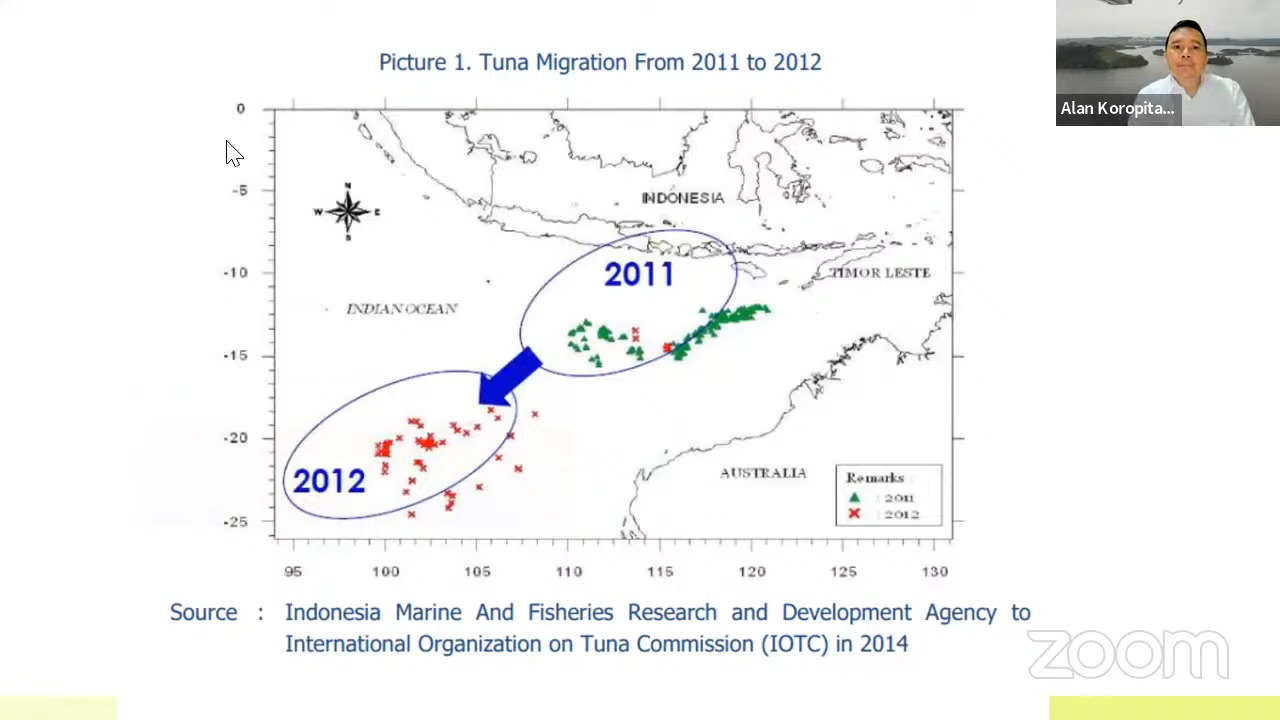 Picture 1. Tuna Migration From 2011 to 2012
Alan Koropita...
0
-5
-10
-15
-20
-25
N
W E
S
INDONESIA
2011
TIMOR LESTE
INDIAN OCEAN
2012
AUSTRALIA
Remarks
: 2011
: 2012
95 100 105 110 115 120 125 130
Source : Indonesia Marine And Fisheries Research and Development Agency to
International Organization on Tuna Commission (IOTC) in 2014
zoom